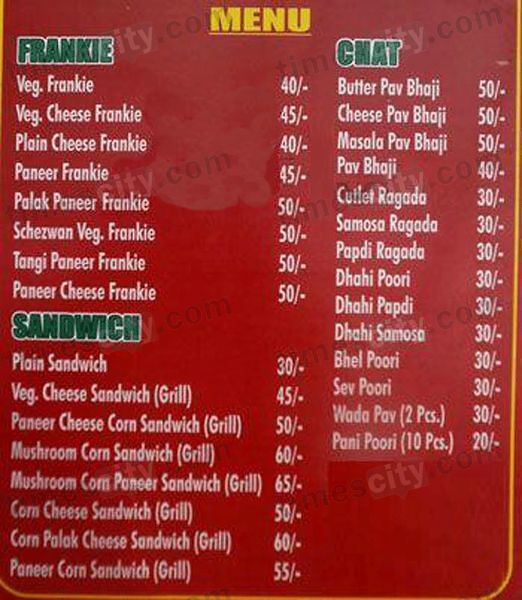 MENU
FRANKIE
Veg. Frankie 40/-
Veg. Cheese Frankie 45/-
Plain Cheese Frankie 40/-
Paneer Frankie 45/-
Palak Paneer Frankie 50/-
Schezwan Veg. Frankie 50/-
Tangi Paneer Frankie 50/-
Paneer Cheese Frankie 50/-
SANDWICH
Plain Sandwich 30/-
Veg. Cheese Sandwich (Grill) 45/-
Paneer Cheese Corn Sandwich (Grill) 50/-
Mushroom Corn Sandwich (Grill) 60/-
Mushroom Corn Paneer Sandwich (Grill) 65/-
Corn Cheese Sandwich (Grill) 50/-
Corn Palak Cheese Sandwich (Grill) 60/-
Paneer Corn Sandwich (Grill) 55/-
CHAT
Butter Pav Bhaji 50/-
Cheese Pav Bhaji 50/-
Masala Pav Bhaji 50/-
Pav Bhaji 40/-
Cutlet Ragada 30/-
Samosa Ragada 30/-
Papdi Ragada 30/-
Dhahi Poori 30/-
Dhahi Papdi 30/-
Dhahi Samosa 30/-
Bhel Poori 30/-
Sev Poori 30/-
Wada Pav (2 Pcs.) 30/-
Pani Poori (10 Pcs.) 20/-
timescity.com